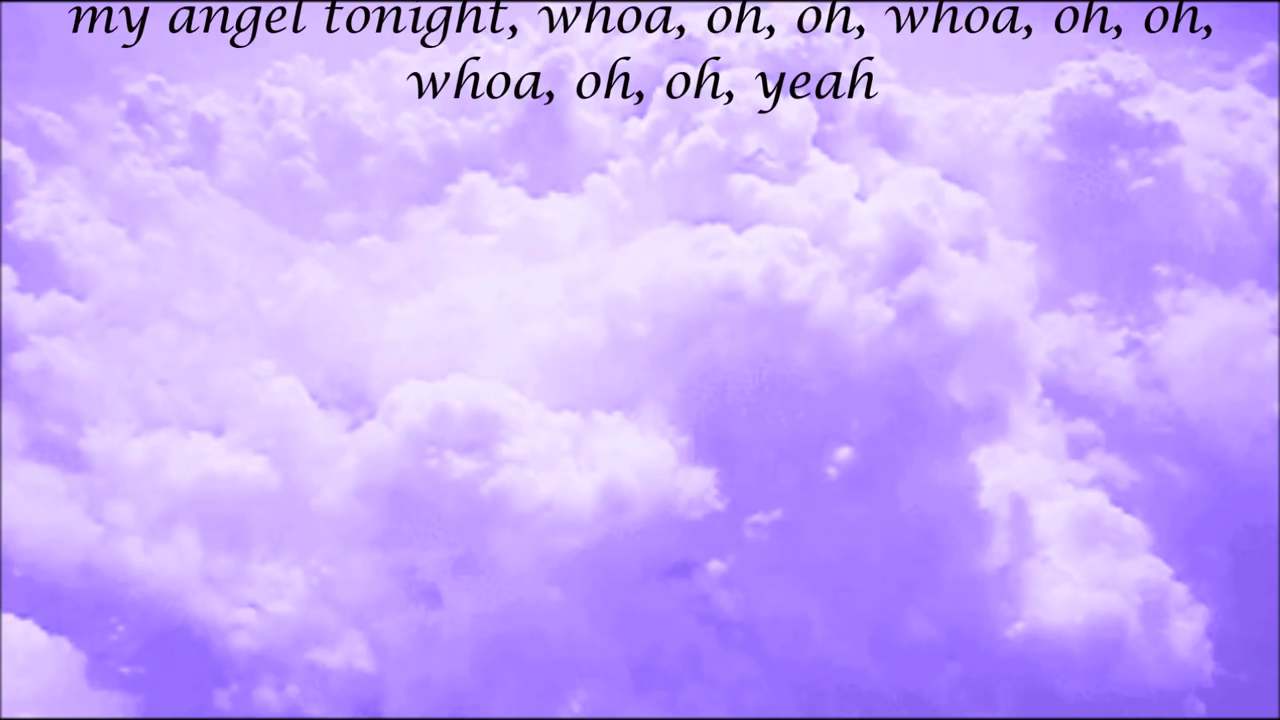 my angel tonight, whoa, oh, oh, whoa, oh, oh,
whoa, oh, oh, yeah